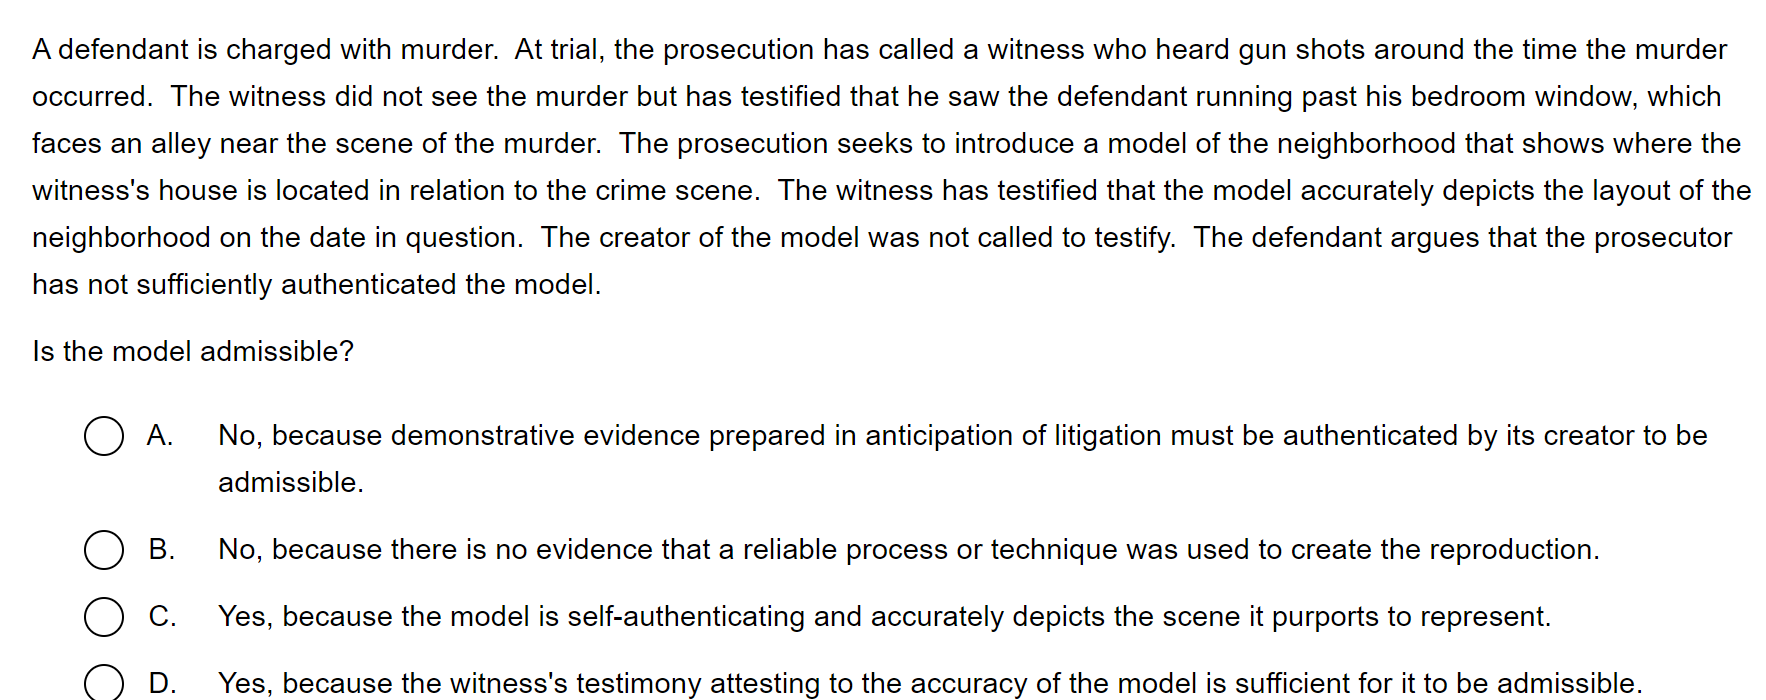 A defendant is charged with murder.  At trial, the prosecution has called a witness who heard gun shots around the time the murder
occurred.  The witness did not see the murder but has testified that he saw the defendant running past his bedroom window, which
faces an alley near the scene of the murder.  The prosecution seeks to introduce a model of the neighborhood that shows where the
witness's house is located in relation to the crime scene.  The witness has testified that the model accurately depicts the layout of the
neighborhood on the date in question.  The creator of the model was not called to testify.  The defendant argues that the prosecutor
has not sufficiently authenticated the model.
Is the model admissible?
A. No, because demonstrative evidence prepared in anticipation of litigation must be authenticated by its creator to be
admissible.
B. No, because there is no evidence that a reliable process or technique was used to create the reproduction.
C. Yes, because the model is self-authenticating and accurately depicts the scene it purports to represent.
D. Yes, because the witness's testimony attesting to the accuracy of the model is sufficient for it to be admissible.